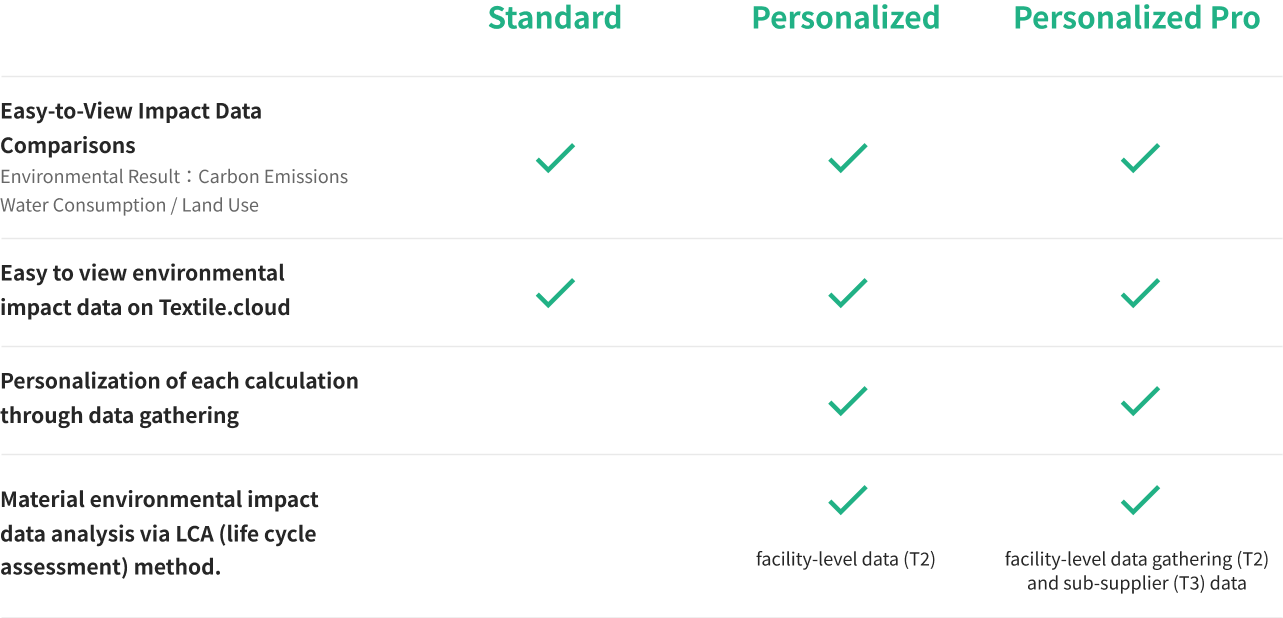 Standard Personalized Personalized Pro
Easy-to-View Impact Data
Comparisons
Environmental Result：Carbon Emissions
Water Consumption / Land Use
Easy to view environmental
impact data on Textile.cloud
Personalization of each calculation
through data gathering
Material environmental impact
data analysis via LCA (life cycle
assessment) method.
facility-level data (T2)
facility-level data gathering (T2)
and sub-supplier (T3) data